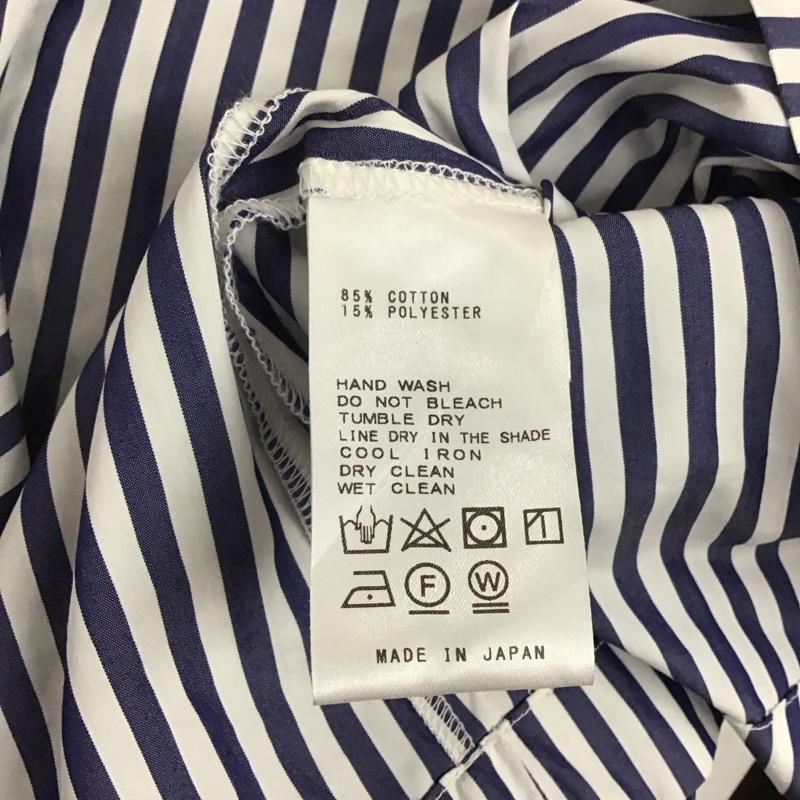 85% COTTON
15% POLYESTER
HAND WASH
DO NOT BLEACH
TUMBLE DRY
LINE DRY IN THE SHADE
COOL IRON
DRY CLEAN
WET CLEAN
F W
MADE IN JAPAN